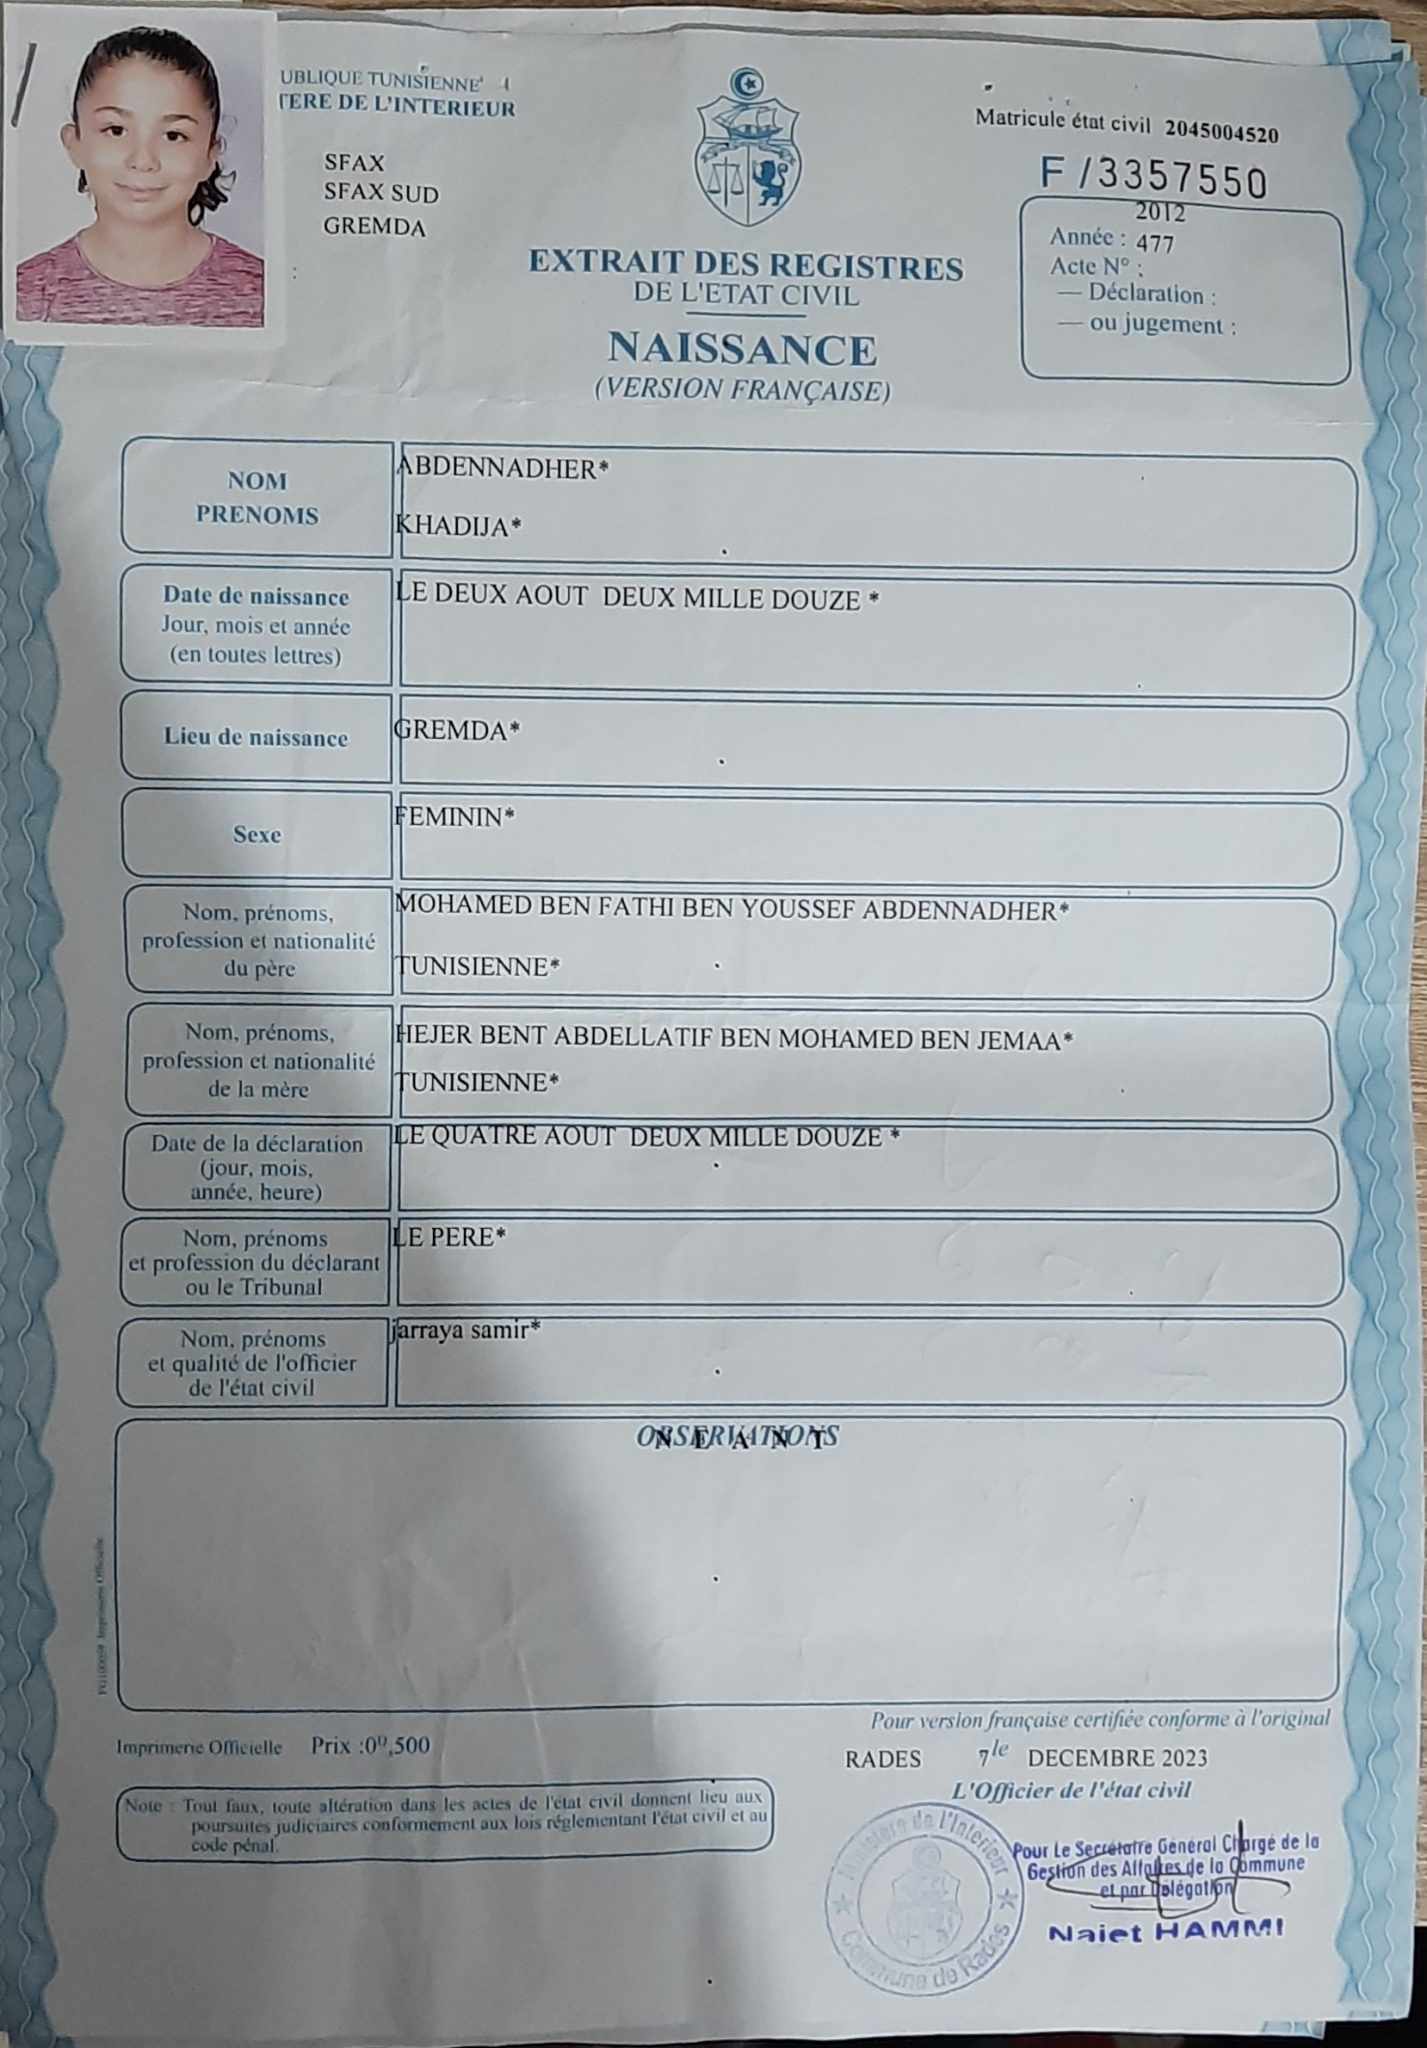 UBLIQUE TUNISIENNE
TERE DE L'INTERIEUR
SFAX
SFAX SUD
GREMDA
:
Matricule état civil 2045004520
F /3357550
2012
Année : 477
Acte N° :
— Déclaration :
— ou jugement :
EXTRAIT DES REGISTRES
DE L'ETAT CIVIL
NAISSANCE
(VERSION FRANÇAISE)
NOM
PRENOMS
ABDENNADHER*
KHADIJA*
Date de naissance
Jour, mois et année
(en toutes lettres)
LE DEUX AOUT DEUX MILLE DOUZE *
Lieu de naissance
GREMDA*
Sexe
FEMININ*
Nom, prénoms,
profession et nationalité
du père
MOHAMED BEN FATHI BEN YOUSSEF ABDENNADHER*
TUNISIENNE*
Nom, prénoms,
profession et nationalité
de la mère
HEJER BENT ABDELLATIF BEN MOHAMED BEN JEMAA*
TUNISIENNE*
Date de la déclaration
(jour, mois,
année, heure)
LE QUATRE AOUT DEUX MILLE DOUZE *
Nom, prénoms
et profession du déclarant
ou le Tribunal
LE PERE*
Nom, prénoms
et qualité de l'officier
de l'état civil
jarraya samir*
OBSERVATIONS
N E A N T
Imprimerie Officielle
Pour version française certifiée conforme à l'original
Imprimerie Officielle Prix :0D,500
RADES 7 le DECEMBRE 2023
L'Officier de l'état civil
Note : Tout faux, toute altération dans les actes de l'état civil donnent lieu aux
poursuites judiciaires conformement aux lois réglementant l'état civil et au
code pénal.
Ministère de l'Intérieur
Commune de Rades
Pour Le Secrétaire Général Chargé de la
Gestion des Affaires de la Commune
et par Délégation
Najet HAMMI